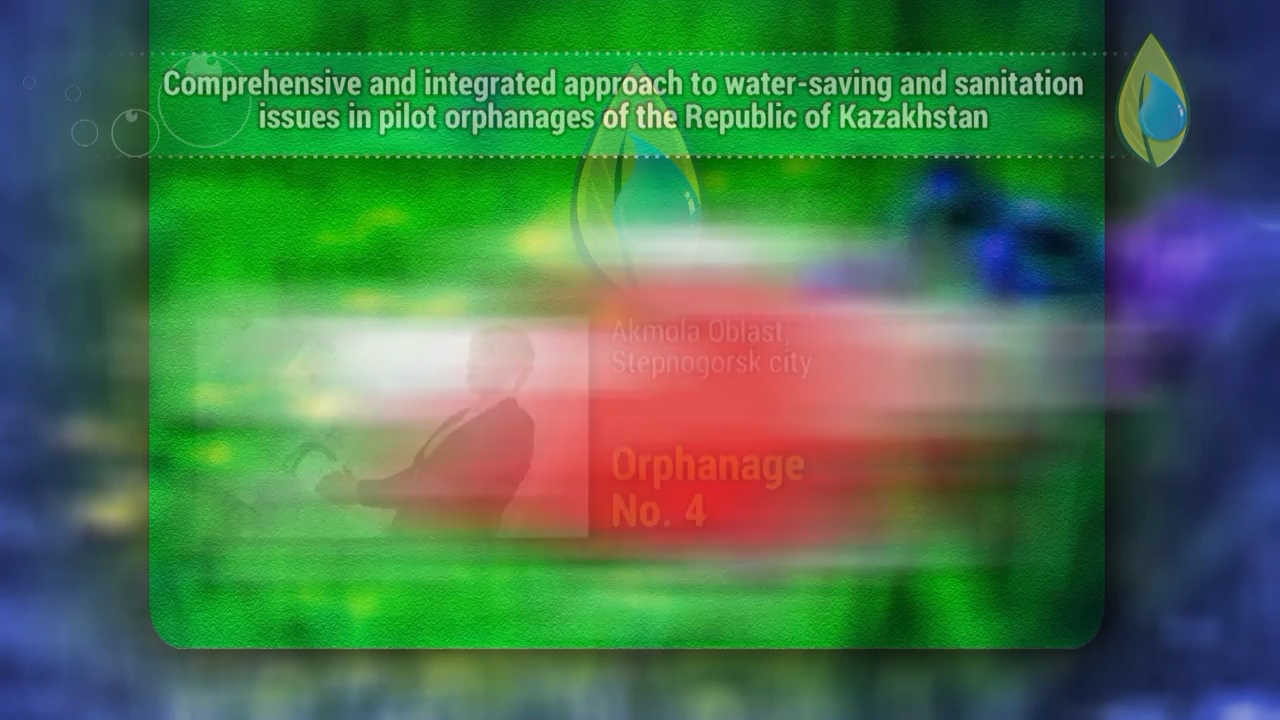 Comprehensive and integrated approach to water-saving and sanitation
issues in pilot orphanages of the Republic of Kazakhstan
Akmola Oblast,
Stepnogorsk city
Orphanage
No. 4